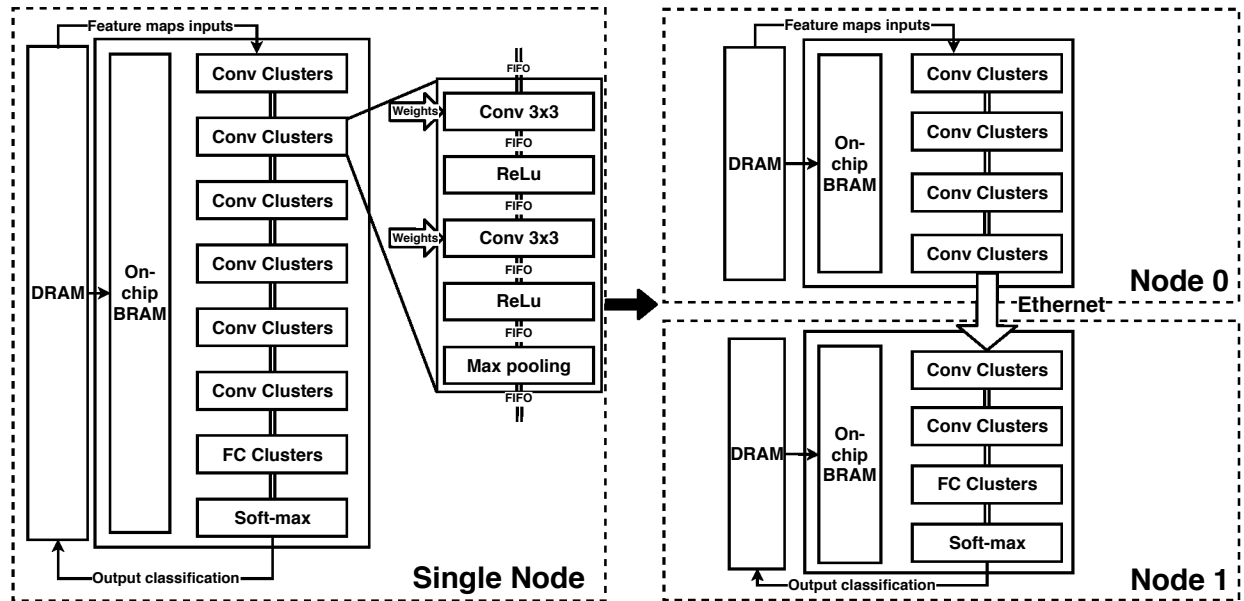 Feature maps inputs
Conv Clusters
Conv Clusters
Conv Clusters
Conv Clusters
Conv Clusters
Conv Clusters
FC Clusters
Soft-max
DRAM
On-
chip
BRAM
Output classification
Single Node
FIFO
Weights
Conv 3x3
FIFO
ReLu
FIFO
Weights
Conv 3x3
FIFO
ReLu
FIFO
Max pooling
FIFO
Feature maps inputs
DRAM
On-
chip
BRAM
Conv Clusters
Conv Clusters
Conv Clusters
Conv Clusters
Node 0
Ethernet
DRAM
On-
chip
BRAM
Conv Clusters
Conv Clusters
FC Clusters
Soft-max
Output classification
Node 1